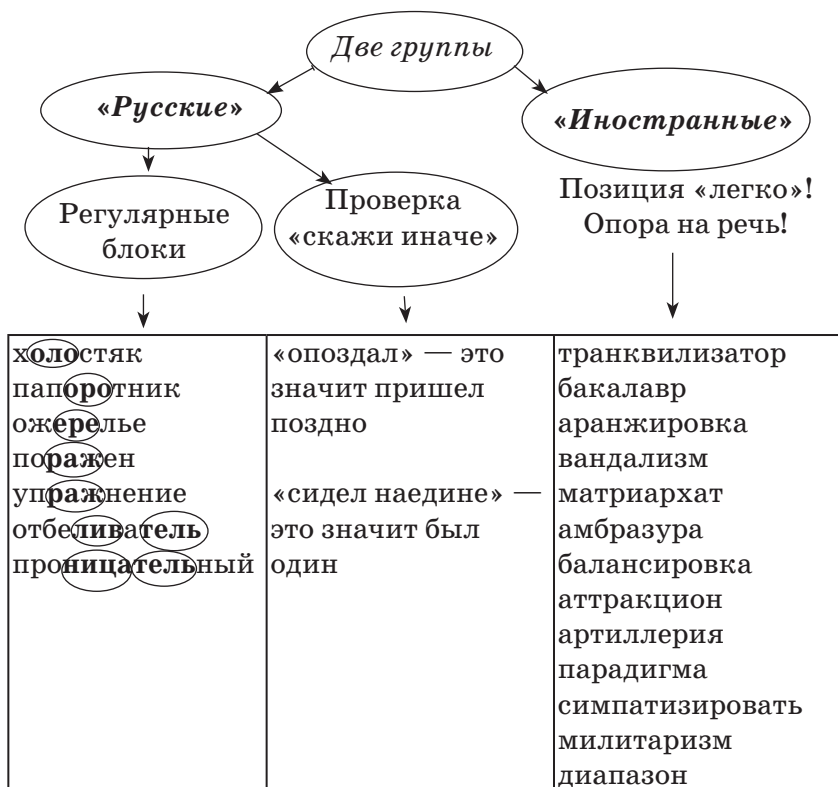 Две группы
«Русские»
«Иностранные»
Регулярные
блоки
Проверка
«скажи иначе»
Позиция «легко»!
Опора на речь!
холостяк
папоротник
ожерелье
поражен
упражнение
отбеливатель
проницательный
«опоздал» — это
значит пришел
поздно
«сидел наедине» —
это значит был
один
транквилизатор
бакалавр
аранжировка
вандализм
матриархат
амбразура
балансировка
аттракцион
артиллерия
парадигма
симпатизировать
милитаризм
диапазон